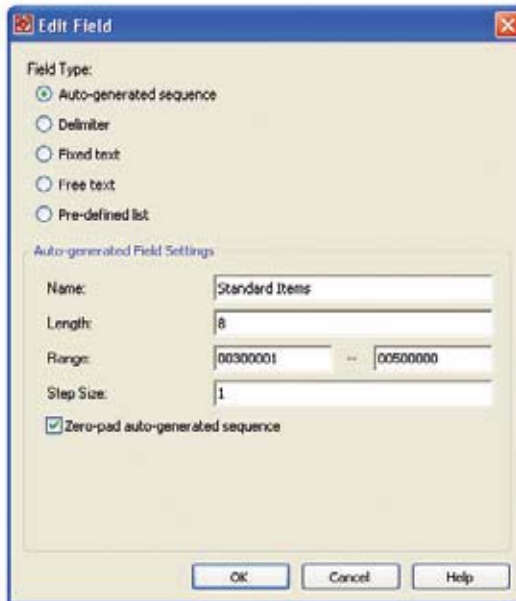 Edit Field
Field Type:
Auto-generated sequence
Delimiter
Fixed text
Free text
Pre-defined list
Auto-generated Field Settings
Name: Standard Items
Length: 8
Range: 00300001 -- 00500000
Step Size: 1
Zero-pad auto-generated sequence
OK Cancel Help